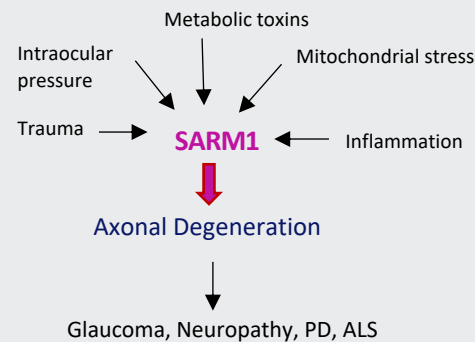 Metabolic toxins
Intraocular
pressure
Mitochondrial stress
Trauma
SARM1
Inflammation
Axonal Degeneration
Glaucoma, Neuropathy, PD, ALS